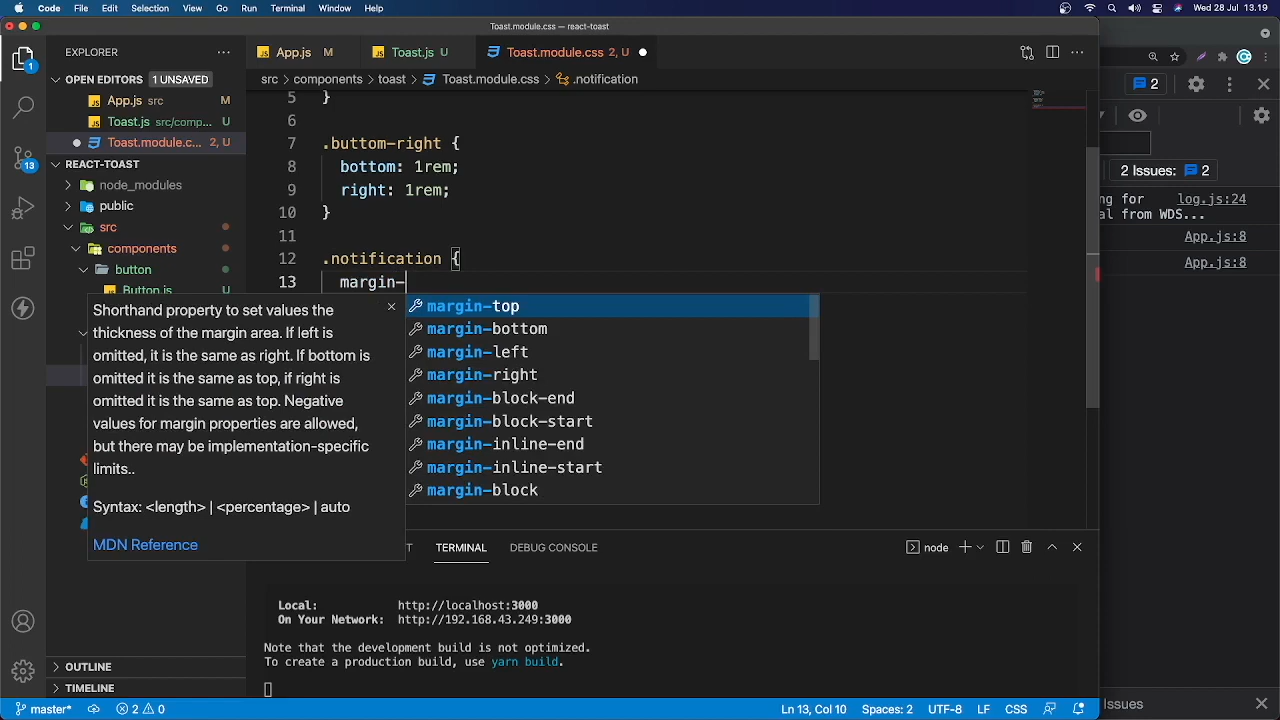 Code File Edit Selection View Go Run Terminal Window Help Wed 28 Jul 13.19
Toast.module.css — react-toast
EXPLORER
App.js M
Toast.js U
Toast.module.css 2, U
1
OPEN EDITORS 1 UNSAVED
src > components > toast > Toast.module.css > .notification
2
App.js src M
Toast.js src/comp... U
Toast.module.c... 2, U
REACT-TOAST
13
node_modules
public
src
components
button
Button.js U
5 }
6
7 .buttom-right {
8 bottom: 1rem;
9 right: 1rem;
10 }
11
12 .notification {
13 margin-
2 Issues: 2
ing for log.js:24
al from WDS...
App.js:8
App.js:8
Shorthand property to set values the
thickness of the margin area. If left is
omitted, it is the same as right. If bottom is
omitted it is the same as top, if right is
omitted it is the same as top. Negative
values for margin properties are allowed,
but there may be implementation-specific
limits..
Syntax: <length> | <percentage> | auto
MDN Reference
margin-top
margin-bottom
margin-left
margin-right
margin-block-end
margin-block-start
margin-inline-end
margin-inline-start
margin-block
T TERMINAL DEBUG CONSOLE
node
Local: http://localhost:3000
On Your Network: http://192.168.43.249:3000
Note that the development build is not optimized.
To create a production build, use yarn build.
OUTLINE
TIMELINE
master* 2 0 Ln 13, Col 10 Spaces: 2 UTF-8 LF CSS
Issues